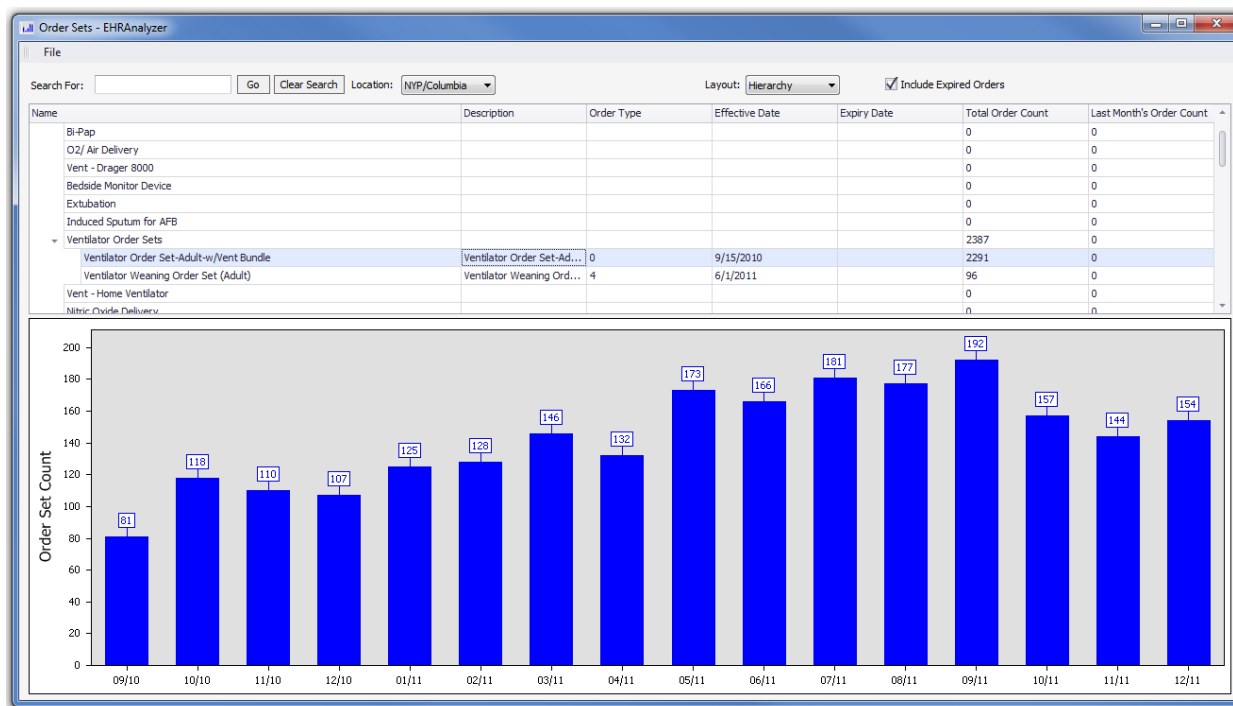 Order Sets - EHRAnalyzer
File
Search For: Go Clear Search Location: NYP/Columbia Layout: Hierarchy Include Expired Orders
Name Description Order Type Effective Date Expiry Date Total Order Count Last Month's Order Count
Bi-Pap 0 0
O2/ Air Delivery 0 0
Vent - Drager 8000 0 0
Bedside Monitor Device 0 0
Extubation 0 0
Induced Sputum for AFB 0 0
Ventilator Order Sets 2387 0
Ventilator Order Set-Adult-w/Vent Bundle Ventilator Order Set-Ad... 0 9/15/2010 2291 0
Ventilator Weaning Order Set (Adult) Ventilator Weaning Ord... 4 6/1/2011 96 0
Vent - Home Ventilator 0 0
Nitric Oxide Delivery 0 0
Order Set Count
200
180
160
140
120
100
80
60
40
20
0
81 118 110 107 125 128 146 132 173 166 181 177 192 157 144 154
09/10 10/10 11/10 12/10 01/11 02/11 03/11 04/11 05/11 06/11 07/11 08/11 09/11 10/11 11/11 12/11